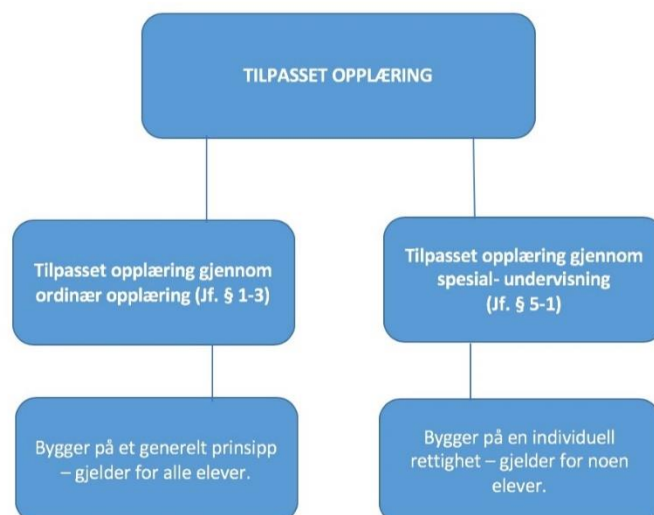 TILPASSET OPPLÆRING
Tilpasset opplæring gjennom
ordinær opplæring (Jf. § 1-3)
Tilpasset opplæring gjennom
spesial- undervisning
(Jf. § 5-1)
Bygger på et generelt prinsipp
– gjelder for alle elever.
Bygger på en individuell
rettighet – gjelder for noen
elever.